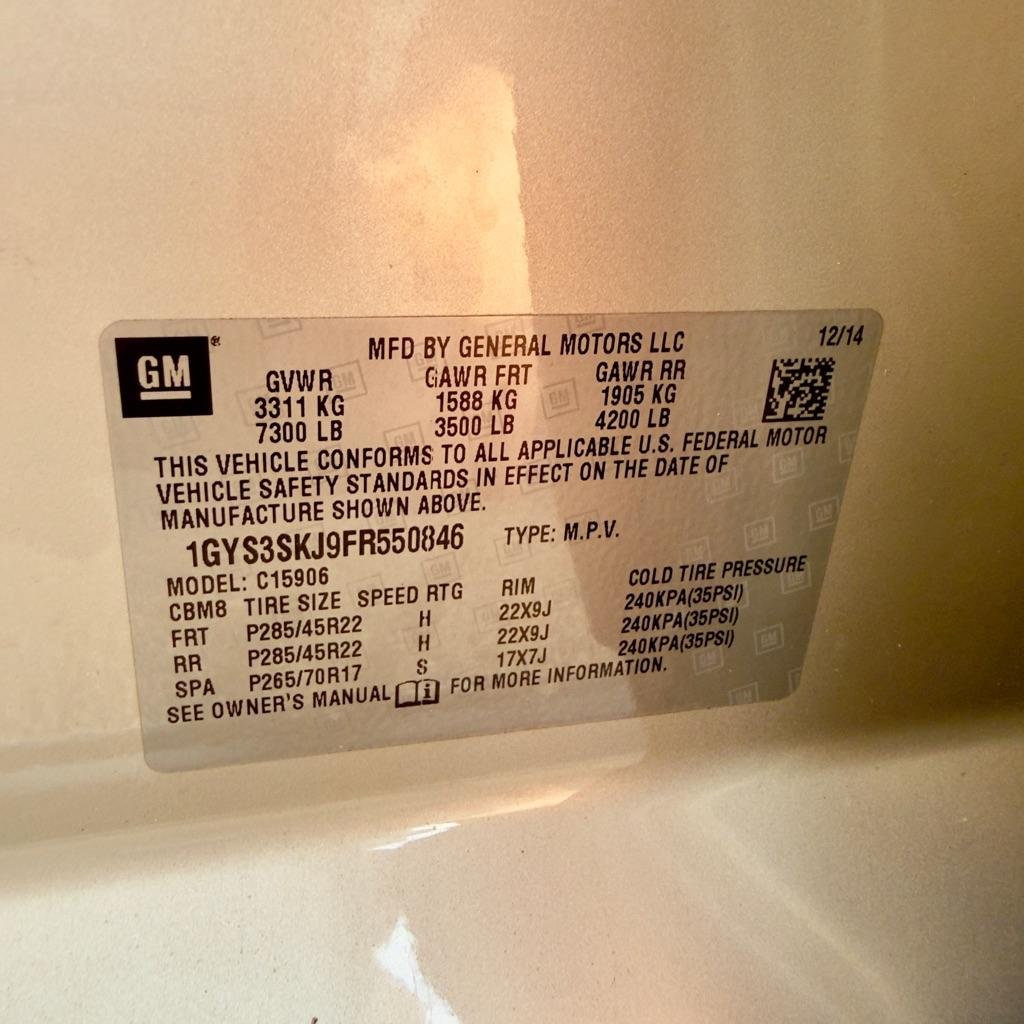 GM®
MFD BY GENERAL MOTORS LLC 12/14
GVWR GAWR FRT GAWR RR
3311 KG 1588 KG 1905 KG
7300 LB 3500 LB 4200 LB
THIS VEHICLE CONFORMS TO ALL APPLICABLE U.S. FEDERAL MOTOR
VEHICLE SAFETY STANDARDS IN EFFECT ON THE DATE OF
MANUFACTURE SHOWN ABOVE.
1GYS3SKJ9FR550846 TYPE: M.P.V.
MODEL: C15906
CBM8 TIRE SIZE SPEED RTG RIM COLD TIRE PRESSURE
FRT P285/45R22 H 22X9J 240KPA(35PSI)
RR P285/45R22 H 22X9J 240KPA(35PSI)
SPA P265/70R17 S 17X7J 240KPA(35PSI)
SEE OWNER'S MANUAL FOR MORE INFORMATION.